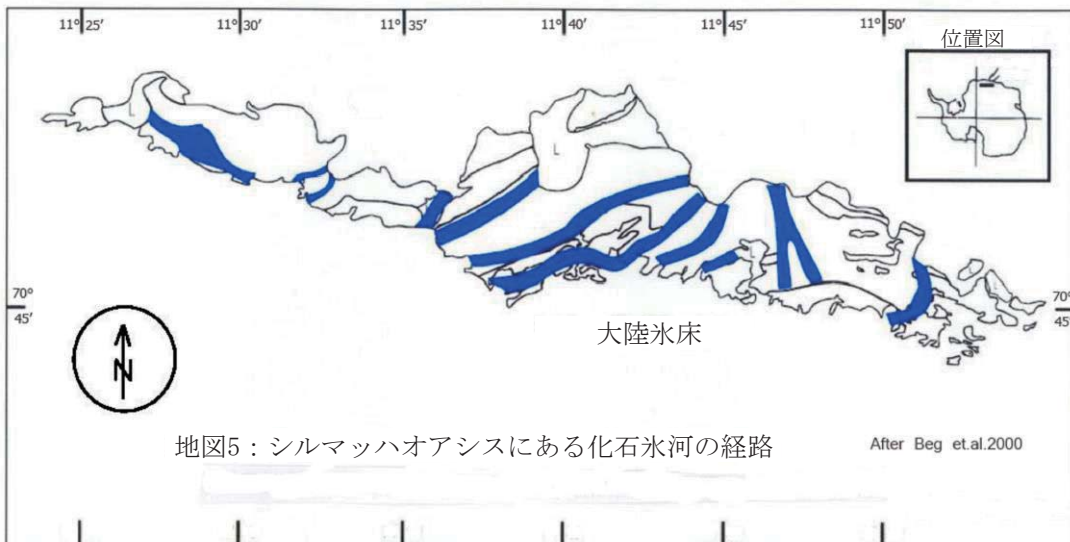 11° 25′ 11° 30′ 11° 35′ 11° 40′ 11° 45′ 11° 50′
位置図
L
L
L
70°
45′
70°
45′
大陸氷床
N
地図5：シルマッハオアシスにある化石氷河の経路
After Beg et.al.2000